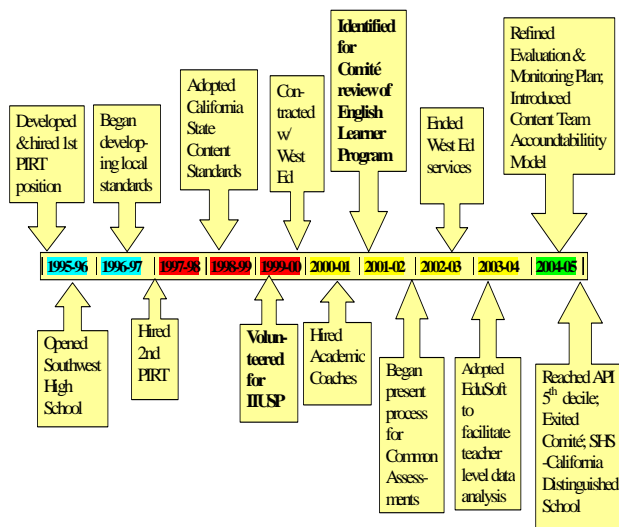 Developed
& hired 1st
PIRT
position
Began
develop-
ing local
standards
Adopted
California
State
Content
Standards
Con-
tracted
w/
West Ed
Identified
for
Comité
review of
English
Learner
Program
Ended
West Ed
services
Refined
Evaluation &
Monitoring Plan;
Introduced
Content Team
Accoundtabilitity
Model
1995-96 1996-97 1997-98 1998-99 1999-00 2000-01 2001-02 2002-03 2003-04 2004-05
Opened
Southwest
High
School
Hired
2nd
PIRT
Volun-
teered
for
IIUSP
Hired
Academic
Coaches
Began
present
process
for
Common
Assess-
ments
Adopted
EduSoft to
facilitate
teacher
level data
analysis
Reached API
5th decile;
Exited
Comité; SHS
-California
Distinguished
School